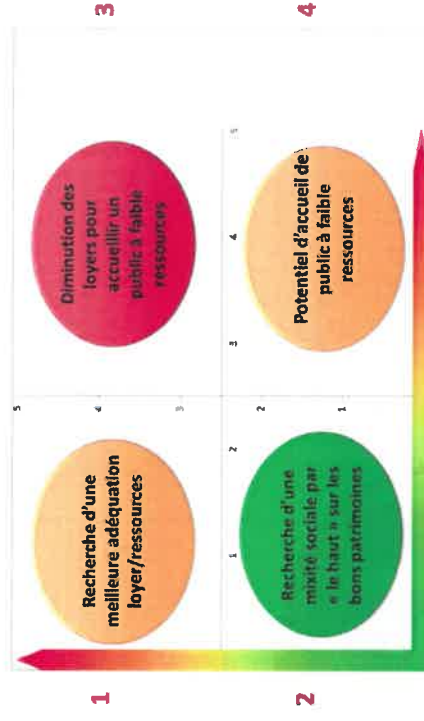 3
4
Diminution des
loyers pour
accueillir un
public à faible
ressources
Potentiel d'accueil de
public à faible
ressources
5
4
3
2
1
1
2
3
4
5
Recherche d'une
meilleure adéquation
loyer/ressources
Recherche d'une
mixité sociale par
« le haut » sur les
bons patrimoines
1
2